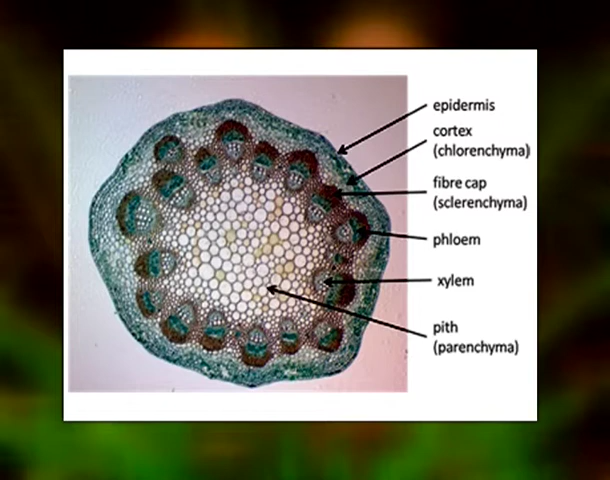 epidermis
cortex
(chlorenchyma)
fibre cap
(sclerenchyma)
phloem
xylem
pith
(parenchyma)